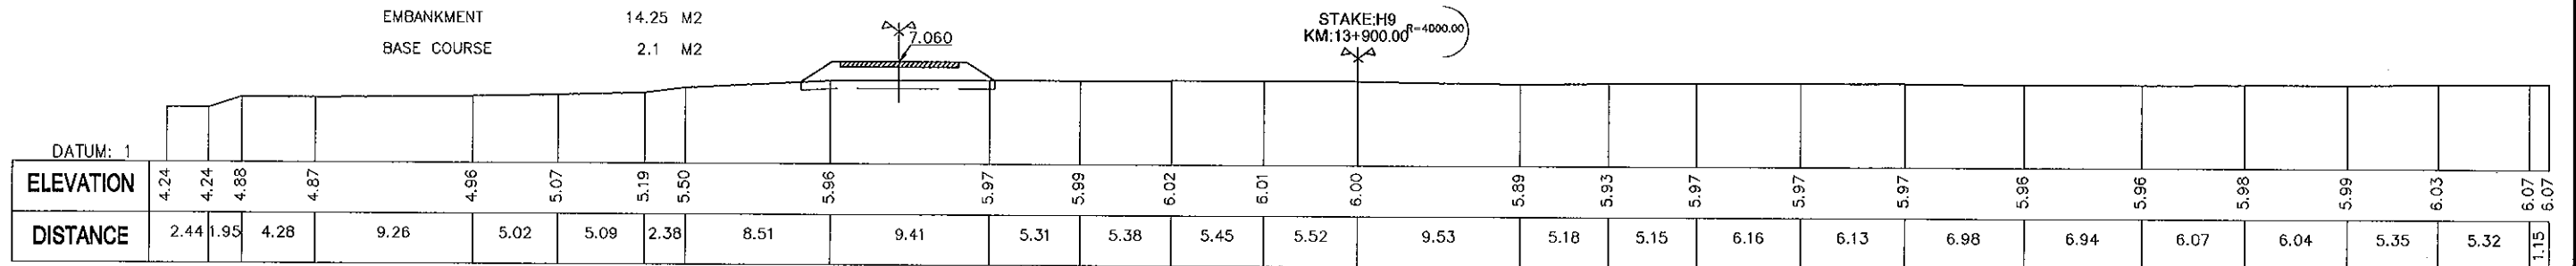 EMBANKMENT 14.25 M2
BASE COURSE 2.1 M2
7.060
STAKE:H9
KM:13+900.00 R=4000.00
DATUM: 1
ELEVATION 4.24 4.24 4.88 4.87 4.96 5.07 5.19 5.50 5.96 5.97 5.99 6.02 6.01 6.00 5.89 5.93 5.97 5.97 5.97 5.96 5.96 5.98 5.99 6.03 6.07 6.07
DISTANCE 2.44 1.95 4.28 9.26 5.02 5.09 2.38 8.51 9.41 5.31 5.38 5.45 5.52 9.53 5.18 5.15 6.16 6.13 6.98 6.94 6.07 6.04 5.35 5.32 1.15